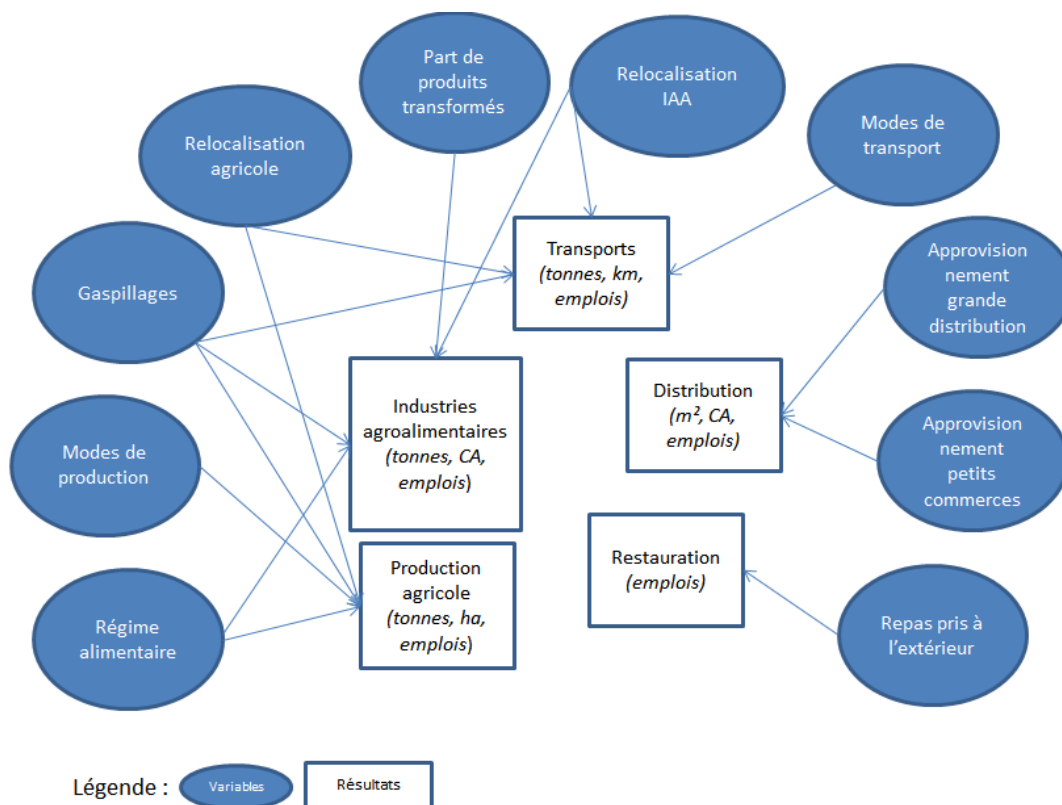 Part de
produits
transformés
Relocalisation
IAA
Modes de
transport
Relocalisation
agricole
Transports
(tonnes, km,
emplois)
Approvision
nement
grande
distribution
Gaspillages
Industries
agroalimentaires
(tonnes, CA,
emplois)
Distribution
(m², CA,
emplois)
Modes de
production
Approvision
nement
petits
commerces
Restauration
(emplois)
Production
agricole
(tonnes, ha,
emplois)
Régime
alimentaire
Repas pris à
l'extérieur
Légende :
Variables
Résultats